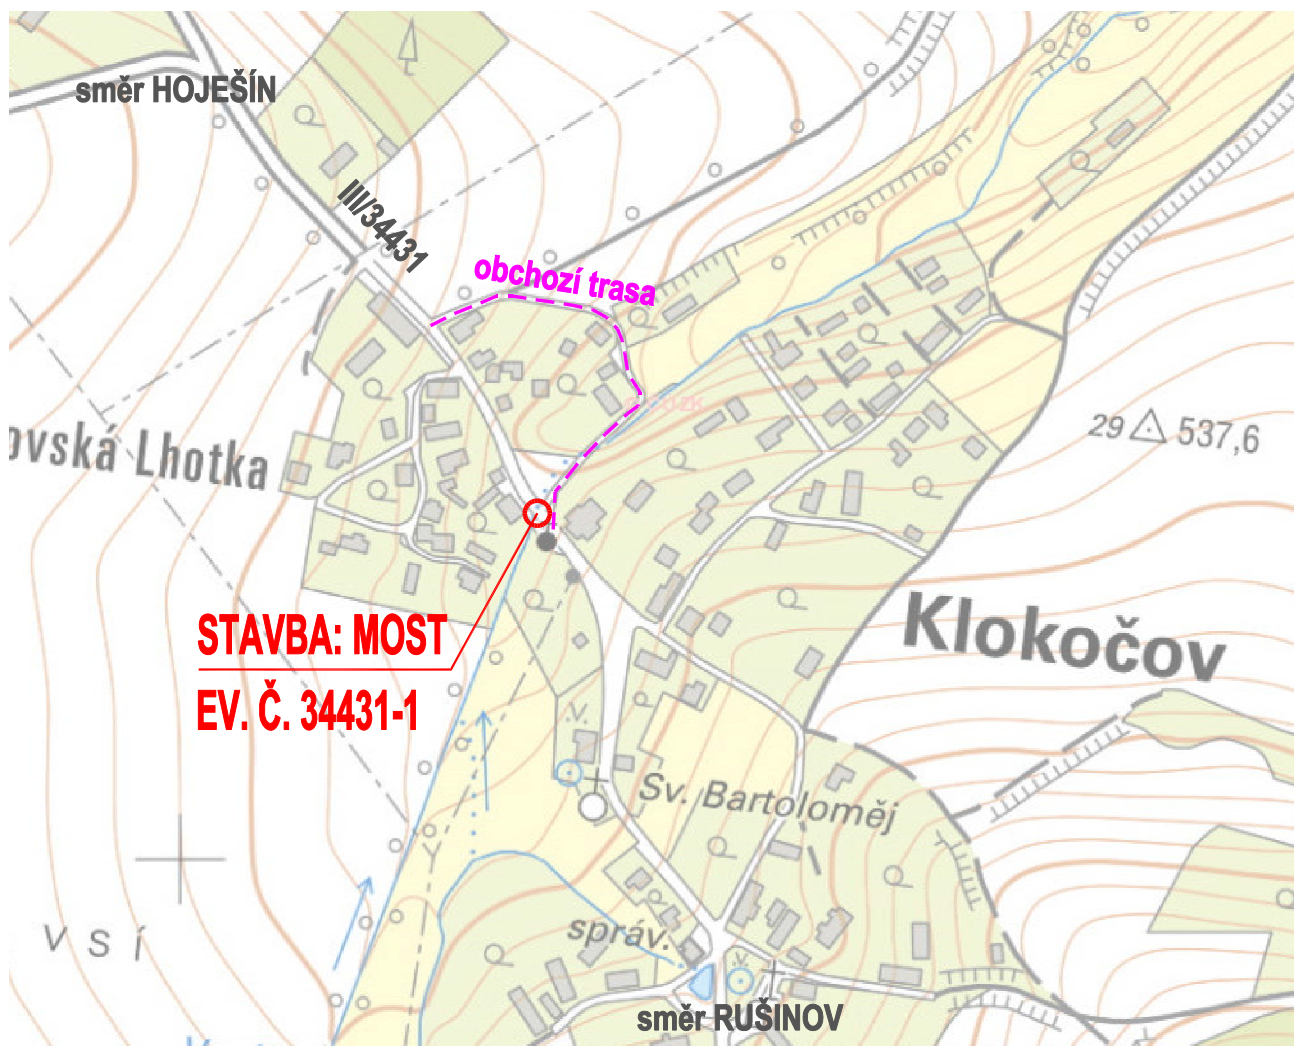 směr HOJEŠÍN
III/34431
obchozí trasa
29 537,6
ovská Lhotka
STAVBA: MOST
EV. Č. 34431-1
Klokočov
Sv. Bartoloměj
VSÍ
správ.
směr RUŠINOV